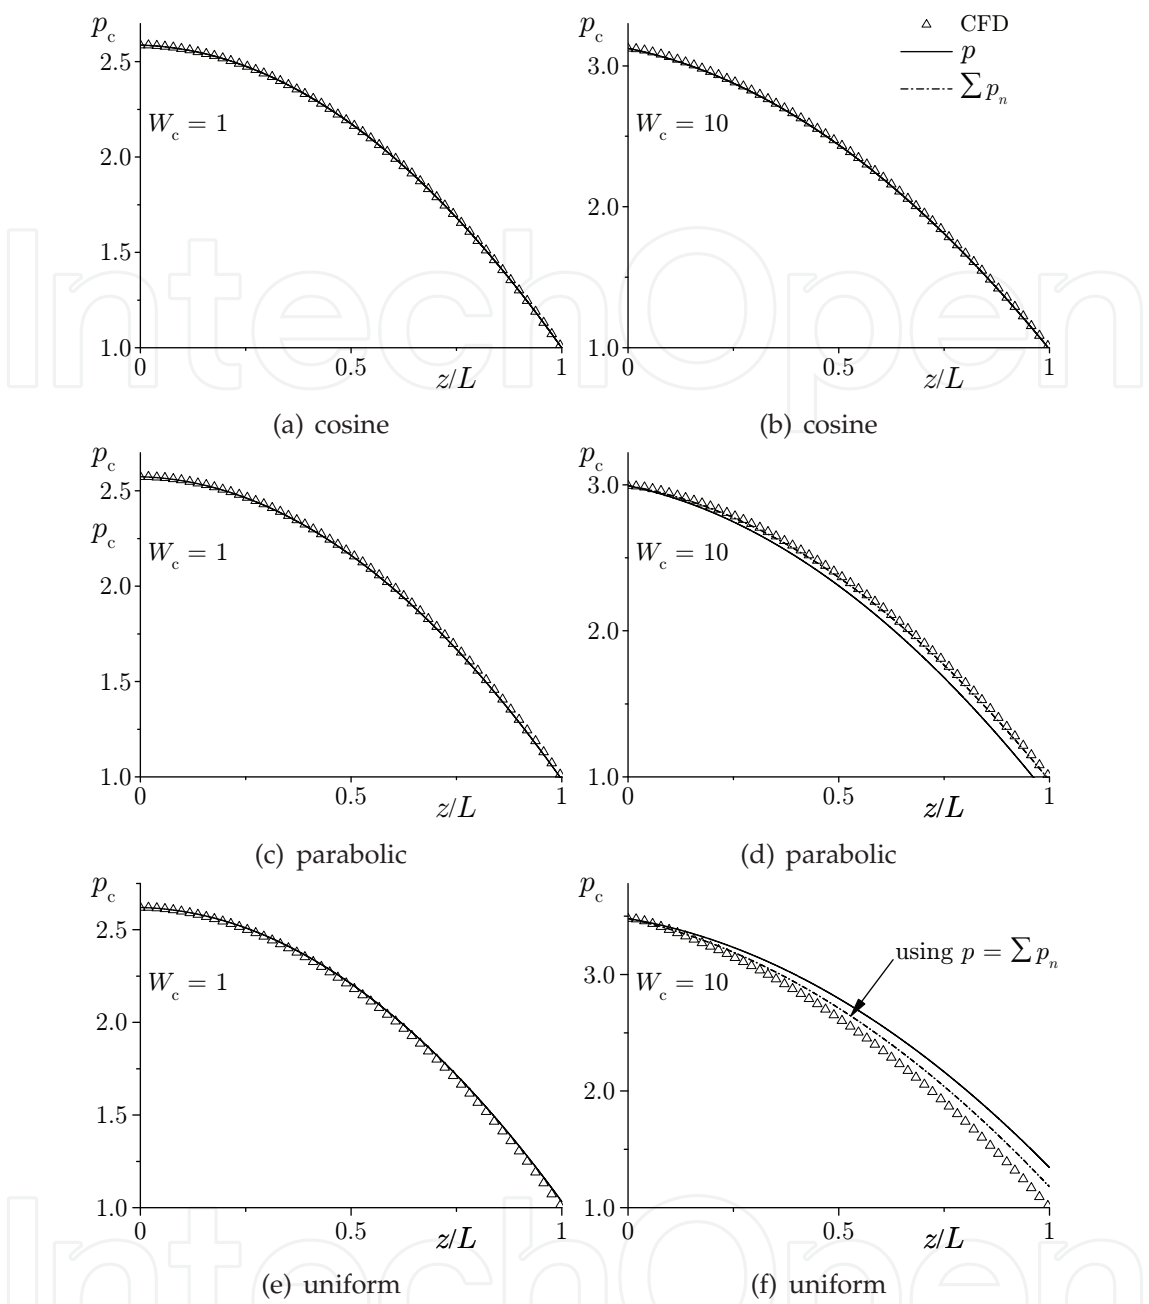 p_c
2.5
2.0
1.5
1.0
W_c = 1
0
0.5
1
z/L
(a) cosine
p_c
3.0
2.0
1.0
W_c = 10
0
0.5
1
z/L
CFD
p
∑ p_n
(b) cosine
p_c
2.5
p_c
2.0
1.5
1.0
W_c = 1
0
0.5
1
z/L
(c) parabolic
p_c
3.0
2.0
1.0
W_c = 10
0
0.5
1
z/L
(d) parabolic
p_c
2.5
2.0
1.5
1.0
W_c = 1
0
0.5
1
z/L
(e) uniform
p_c
3.0
2.0
1.0
W_c = 10
using p = ∑ p_n
0
0.5
1
z/L
(f) uniform
IntechOpen
IntechOpen